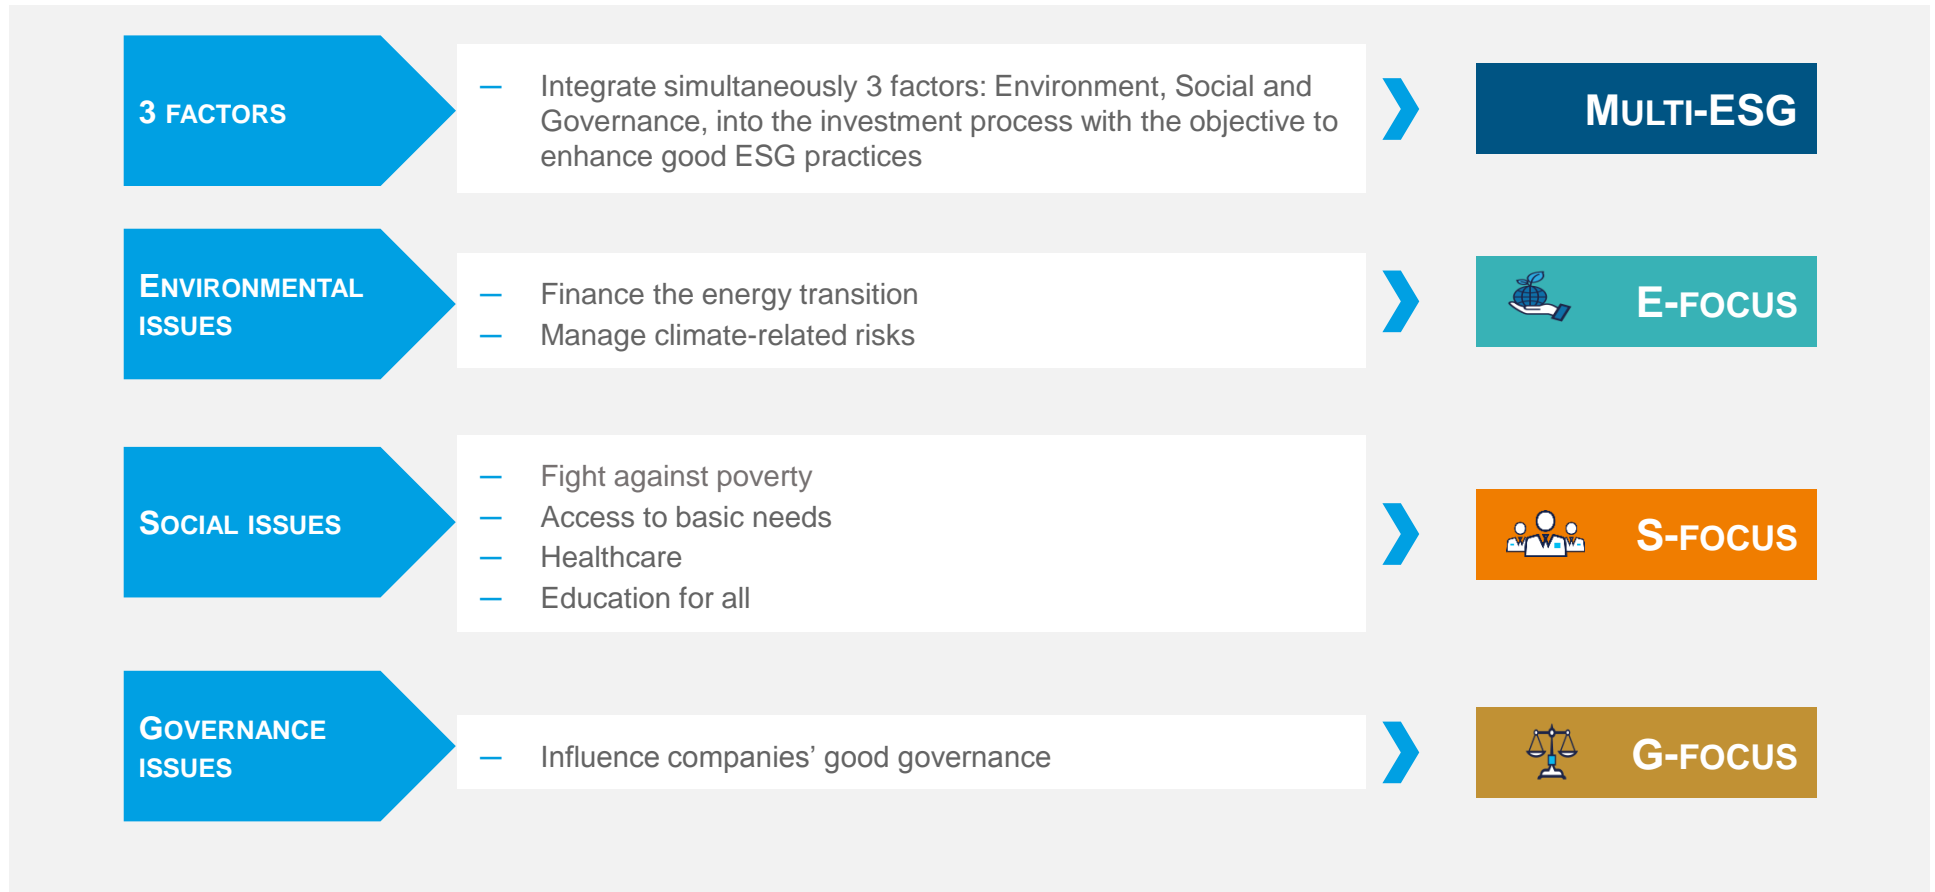 3 FACTORS
— Integrate simultaneously 3 factors: Environment, Social and
Governance, into the investment process with the objective to
enhance good ESG practices
MULTI-ESG
ENVIRONMENTAL
ISSUES
— Finance the energy transition
— Manage climate-related risks
E-FOCUS
SOCIAL ISSUES
— Fight against poverty
— Access to basic needs
— Healthcare
— Education for all
S-FOCUS
GOVERNANCE
ISSUES
— Influence companies’ good governance
G-FOCUS